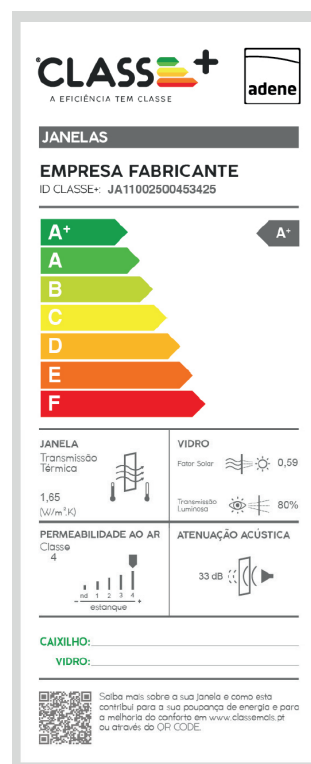 CLASSE+
A EFICIÊNCIA TEM CLASSE
adene
JANELAS
EMPRESA FABRICANTE
ID CLASSE+: JA11002500453425
A+
A+
A
B
C
D
E
F
JANELA
Transmissão
Térmica
1,65
(W/m².K)
VIDRO
Fator Solar
0,59
Transmissão
Luminosa
80%
PERMEABILIDADE AO AR
Classe
4
nd 1 2 3 4
- estanque +
ATENUAÇÃO ACÚSTICA
33 dB
CAIXILHO:
VIDRO:
Saiba mais sobre a sua janela e como esta
contribui para a sua poupança de energia e para
a melhoria do conforto em www.classemais.pt
ou através do QR CODE.